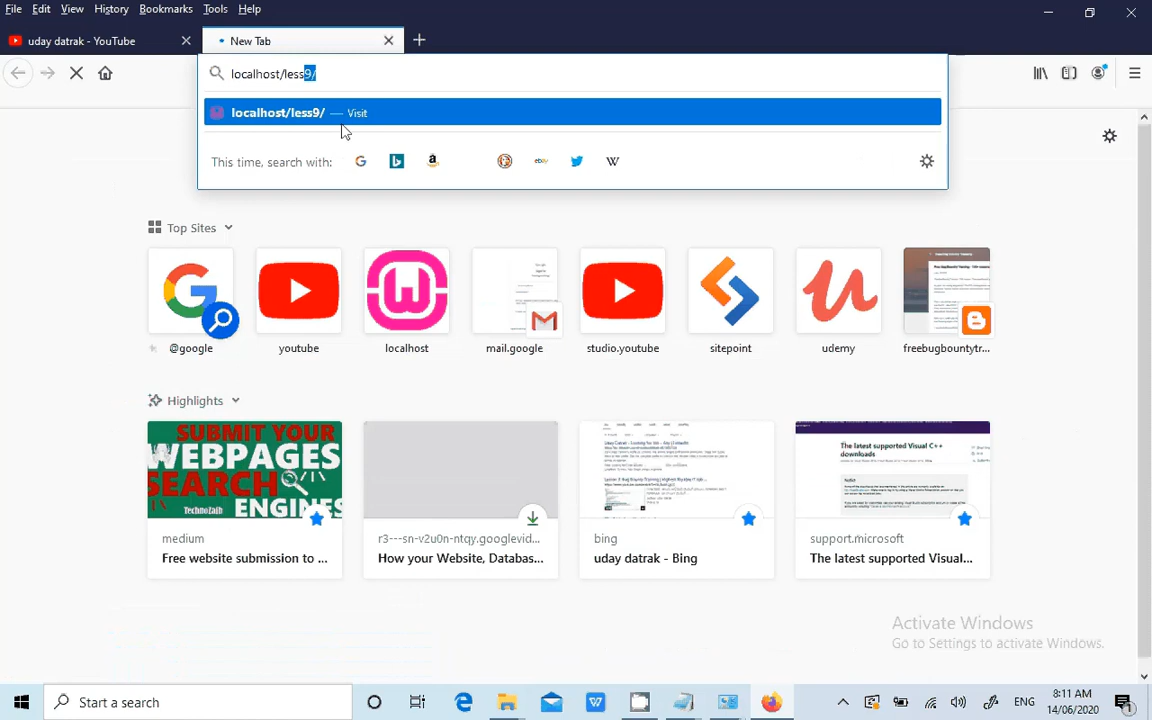 File Edit View History Bookmarks Tools Help
uday datrak - YouTube
New Tab
localhost/less9/
localhost/less9/ — Visit
This time, search with:
Top Sites
@google
youtube
localhost
mail.google
studio.youtube
sitepoint
udemy
freebugbountytr...
Highlights
SUBMIT YOUR
WEBPAGES
SEARCH
ENGINES
TechnoZaib
The latest supported Visual C++
downloads
medium
Free website submission to ...
r3---sn-v2u0n-ntqy.googlevid...
How your Website, Databas...
bing
uday datrak - Bing
support.microsoft
The latest supported Visual...
Activate Windows
Go to Settings to activate Windows.
Start a search
ENG
8:11 AM
14/06/2020
1